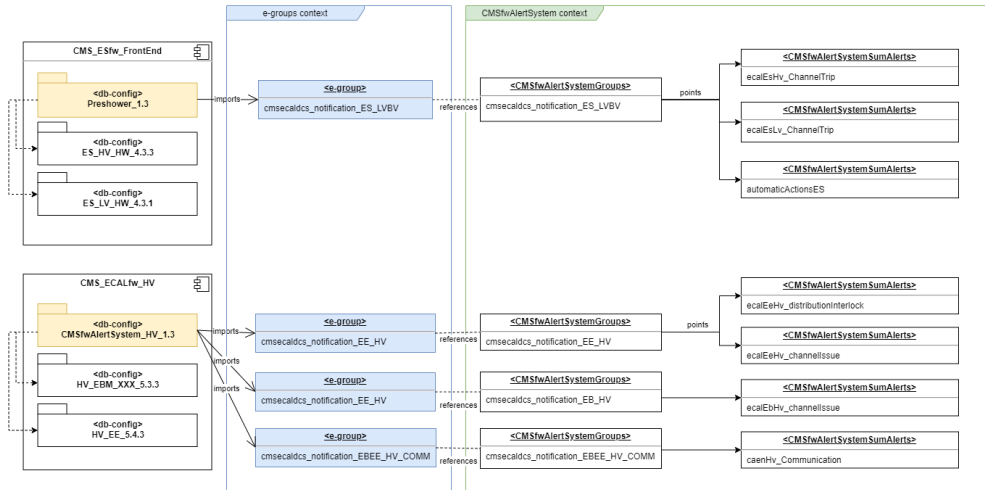 e-groups context
CMSfwAlertSystem context
CMS_ESfw_FrontEnd
<db-config>
Preshower_1.3
<db-config>
ES_HV_HW_4.3.3
<db-config>
ES_LV_HW_4.3.1
imports
<e-group>
cmsecaldcs_notification_ES_LVBV
references
<CMSfwAlertSystemGroups>
cmsecaldcs_notification_ES_LVBV
points
<CMSfwAlertSystemSumAlerts>
ecalEsHv_ChannelTrip
<CMSfwAlertSystemSumAlerts>
ecalEsLv_ChannelTrip
<CMSfwAlertSystemSumAlerts>
automaticActionsES
CMS_ECALfw_HV
<db-config>
CMSfwAlertSystem_HV_1.3
<db-config>
HV_EBM_XXX_5.3.3
<db-config>
HV_EE_5.4.3
imports
imports
imports
<e-group>
cmsecaldcs_notification_EE_HV
references
<CMSfwAlertSystemGroups>
cmsecaldcs_notification_EE_HV
points
<CMSfwAlertSystemSumAlerts>
ecalEeHv_distributionInterlock
<CMSfwAlertSystemSumAlerts>
ecalEeHv_channelIssue
<e-group>
cmsecaldcs_notification_EE_HV
references
<CMSfwAlertSystemGroups>
cmsecaldcs_notification_EB_HV
<CMSfwAlertSystemSumAlerts>
ecalEbHv_channelIssue
<e-group>
cmsecaldcs_notification_EBEE_HV_COMM
references
<CMSfwAlertSystemGroups>
cmsecaldcs_notification_EBEE_HV_COMM
<CMSfwAlertSystemSumAlerts>
caenHv_Communication